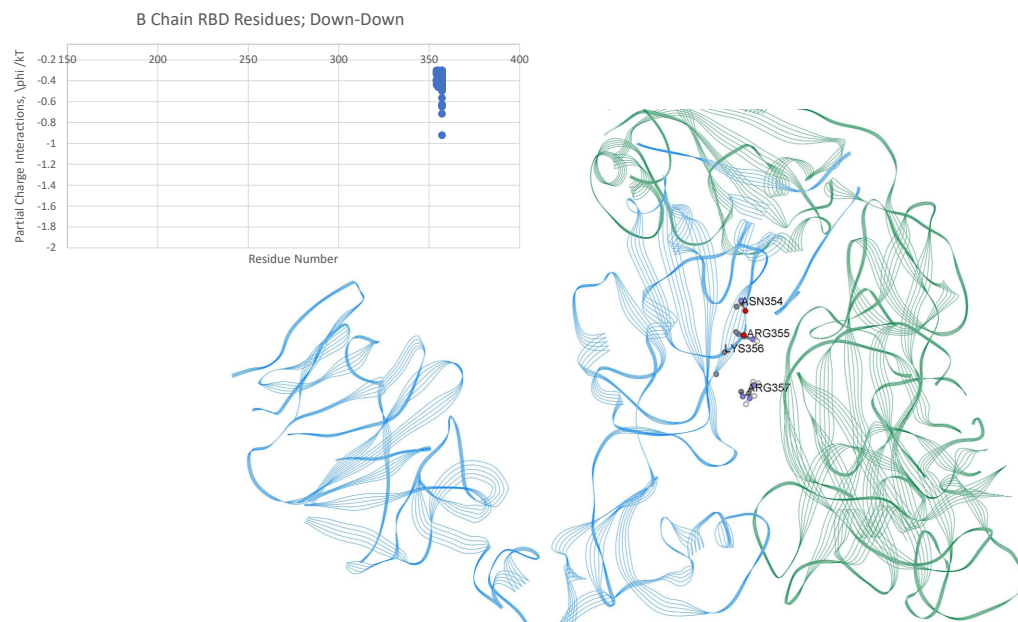 B Chain RBD Residues; Down-Down
Partial Charge Interactions, \phi /kT
-0.2
-0.4
-0.6
-0.8
-1
-1.2
-1.4
-1.6
-1.8
-2
150 200 250 300 350 400
Residue Number
ASN354
ARG355
LYS356
ARG357